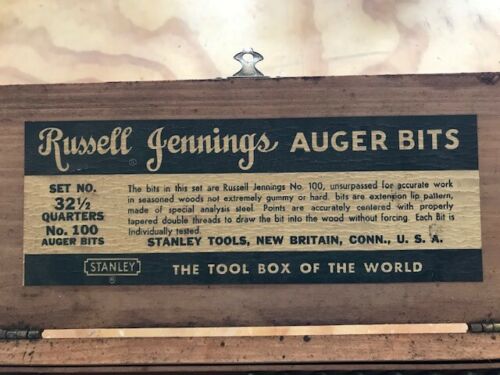 Russell Jennings AUGER BITS
®
SET NO.
32½
QUARTERS
No. 100
AUGER BITS
The bits in this set are Russell Jennings No. 100, unsurpassed for accurate work
in seasoned woods not extremely gummy or hard. bits are extension lip pattern,
made of special analysis steel. Points are accurately centered with properly
tapered double threads to draw the bit into the wood without forcing. Each Bit is
individually tested.
STANLEY TOOLS, NEW BRITAIN, CONN., U. S. A.
STANLEY
®
THE TOOL BOX OF THE WORLD